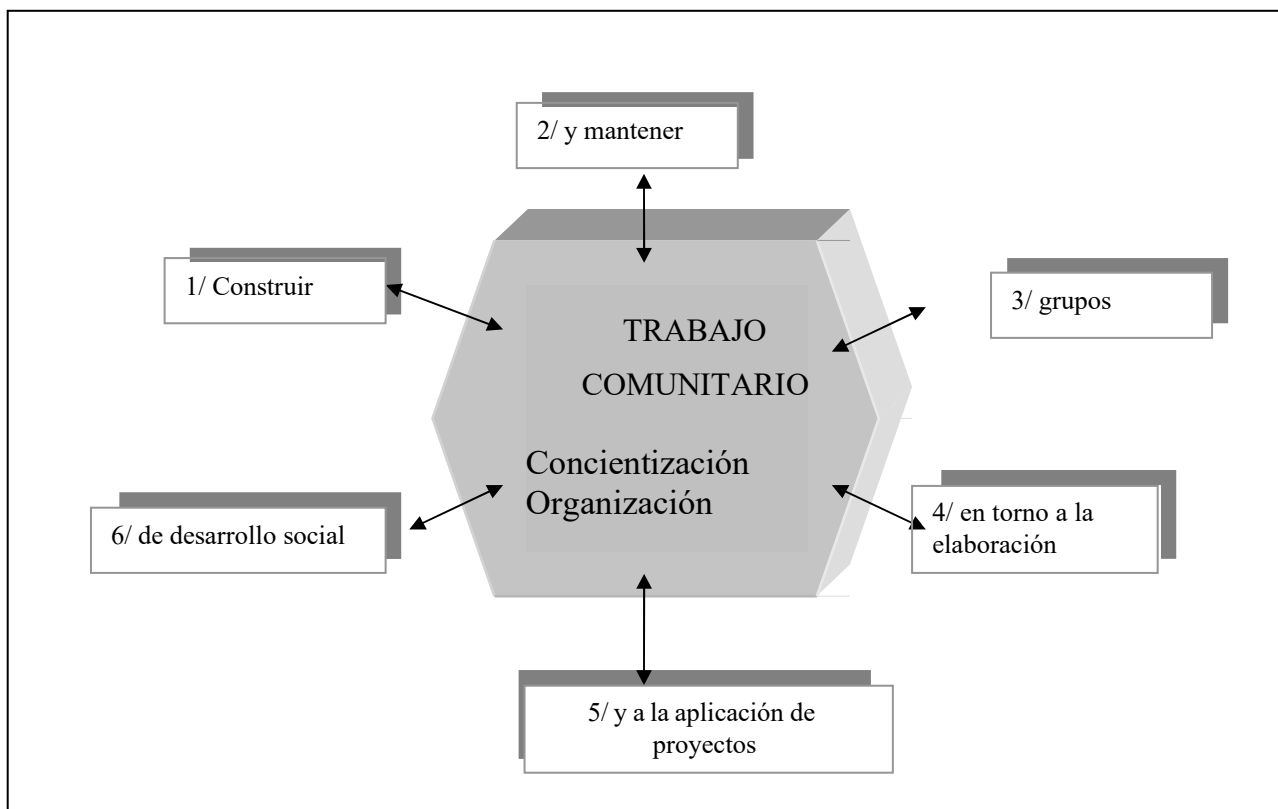 2/ y mantener
1/ Construir
3/ grupos
TRABAJO
COMUNITARIO
Concientización
Organización
6/ de desarrollo social
4/ en torno a la
elaboración
5/ y a la aplicación de
proyectos